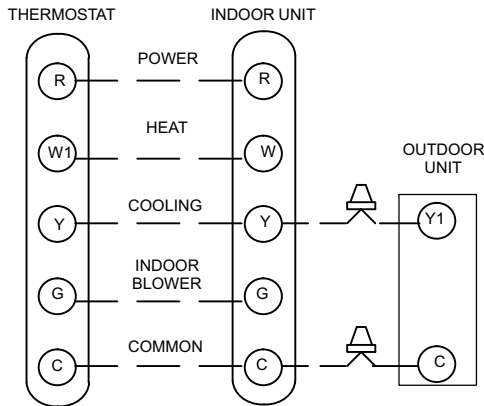 THERMOSTAT
INDOOR UNIT
POWER
R
R
HEAT
W1
W
OUTDOOR
UNIT
COOLING
Y
Y
Y1
INDOOR
BLOWER
G
G
COMMON
C
C
C